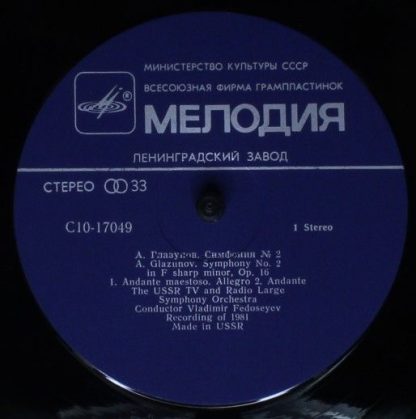 МИНИСТЕРСТВО КУЛЬТУРЫ СССР
ВСЕСОЮЗНАЯ ФИРМА ГРАМПЛАСТИНОК
®
МЕЛОДИЯ
ЛЕНИНГРАДСКИЙ ЗАВОД
СТЕРЕО 33
С10-17049 1 Stereo
А. Глазунов. Симфония № 2
A. Glazunov. Symphony No. 2
in F sharp minor, Op. 16
1. Andante maestoso. Allegro 2. Andante
The USSR TV and Radio Large
Symphony Orchestra
Conductor Vladimir Fedoseyev
Recording of 1981
Made in USSR